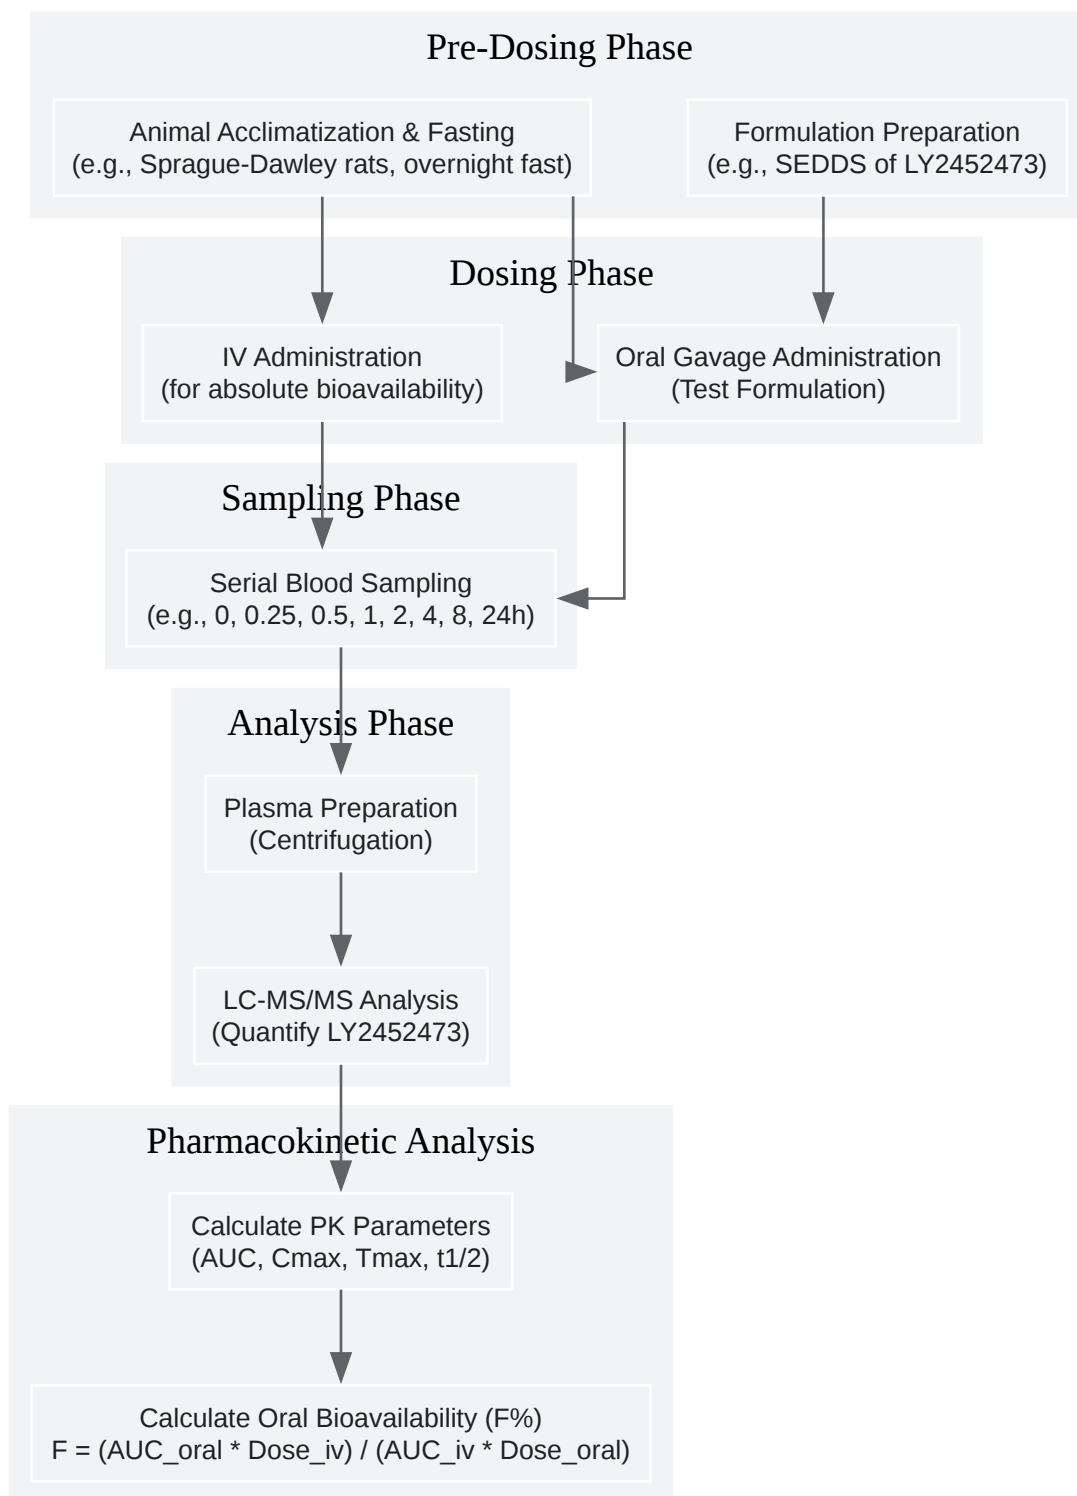 Pre-Dosing Phase
Animal Acclimatization & Fasting
(e.g., Sprague-Dawley rats, overnight fast)
Formulation Preparation
(e.g., SEDDS of LY2452473)
Dosing Phase
IV Administration
(for absolute bioavailability)
Oral Gavage Administration
(Test Formulation)
Sampling Phase
Serial Blood Sampling
(e.g., 0, 0.25, 0.5, 1, 2, 4, 8, 24h)
Analysis Phase
Plasma Preparation
(Centrifugation)
LC-MS/MS Analysis
(Quantify LY2452473)
Pharmacokinetic Analysis
Calculate PK Parameters
(AUC, Cmax, Tmax, t1/2)
Calculate Oral Bioavailability (F%)
F = (AUC_oral * Dose_iv) / (AUC_iv * Dose_oral)